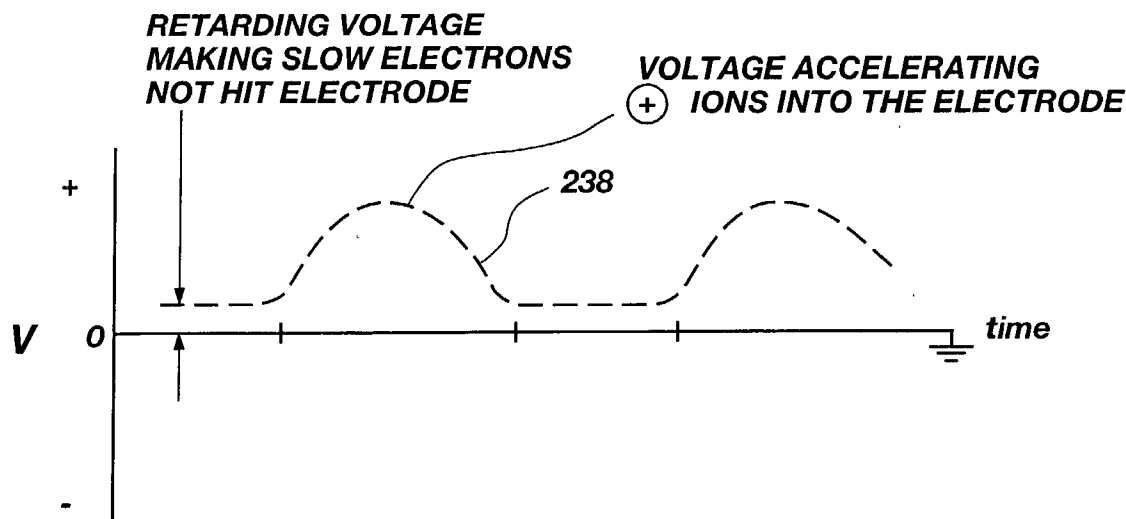 RETARDING VOLTAGE
MAKING SLOW ELECTRONS
NOT HIT ELECTRODE
VOLTAGE ACCELERATING
+ IONS INTO THE ELECTRODE
238
+
V 0
time
-